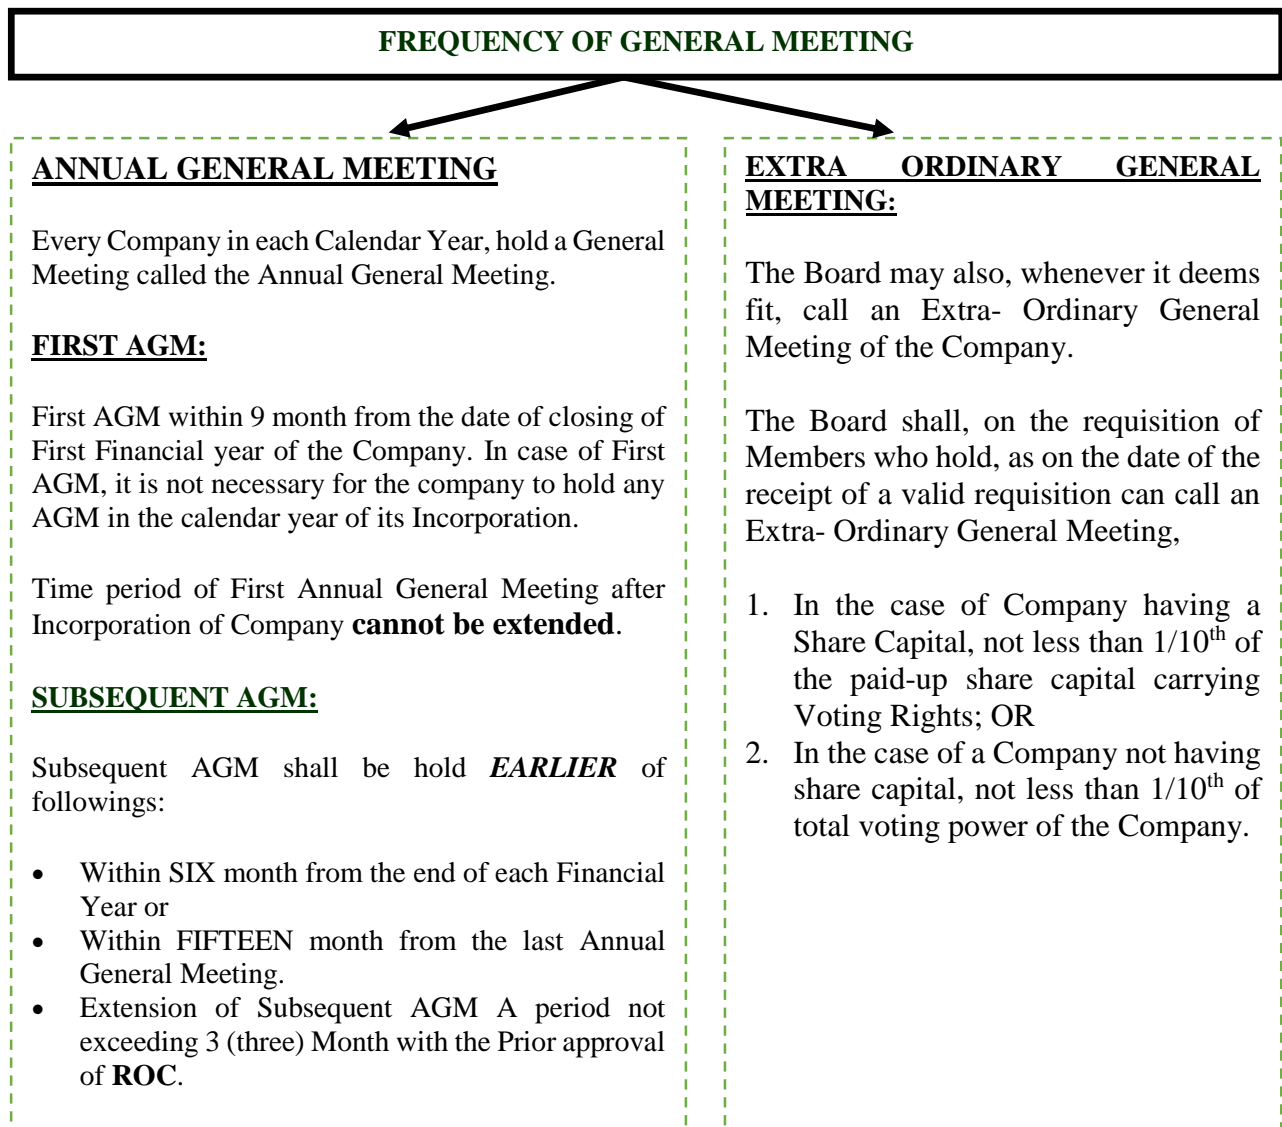 FREQUENCY OF GENERAL MEETING
ANNUAL GENERAL MEETING
Every Company in each Calendar Year, hold a General
Meeting called the Annual General Meeting.
FIRST AGM:
First AGM within 9 month from the date of closing of
First Financial year of the Company. In case of First
AGM, it is not necessary for the company to hold any
AGM in the calendar year of its Incorporation.
Time period of First Annual General Meeting after
Incorporation of Company cannot be extended.
SUBSEQUENT AGM:
Subsequent AGM shall be hold EARLIER of
followings:
• Within SIX month from the end of each Financial
Year or
• Within FIFTEEN month from the last Annual
General Meeting.
• Extension of Subsequent AGM A period not
exceeding 3 (three) Month with the Prior approval
of ROC.
EXTRA ORDINARY GENERAL
MEETING:
The Board may also, whenever it deems
fit, call an Extra- Ordinary General
Meeting of the Company.
The Board shall, on the requisition of
Members who hold, as on the date of the
receipt of a valid requisition can call an
Extra- Ordinary General Meeting,
1. In the case of Company having a
Share Capital, not less than 1/10th of
the paid-up share capital carrying
Voting Rights; OR
2. In the case of a Company not having
share capital, not less than 1/10th of
total voting power of the Company.